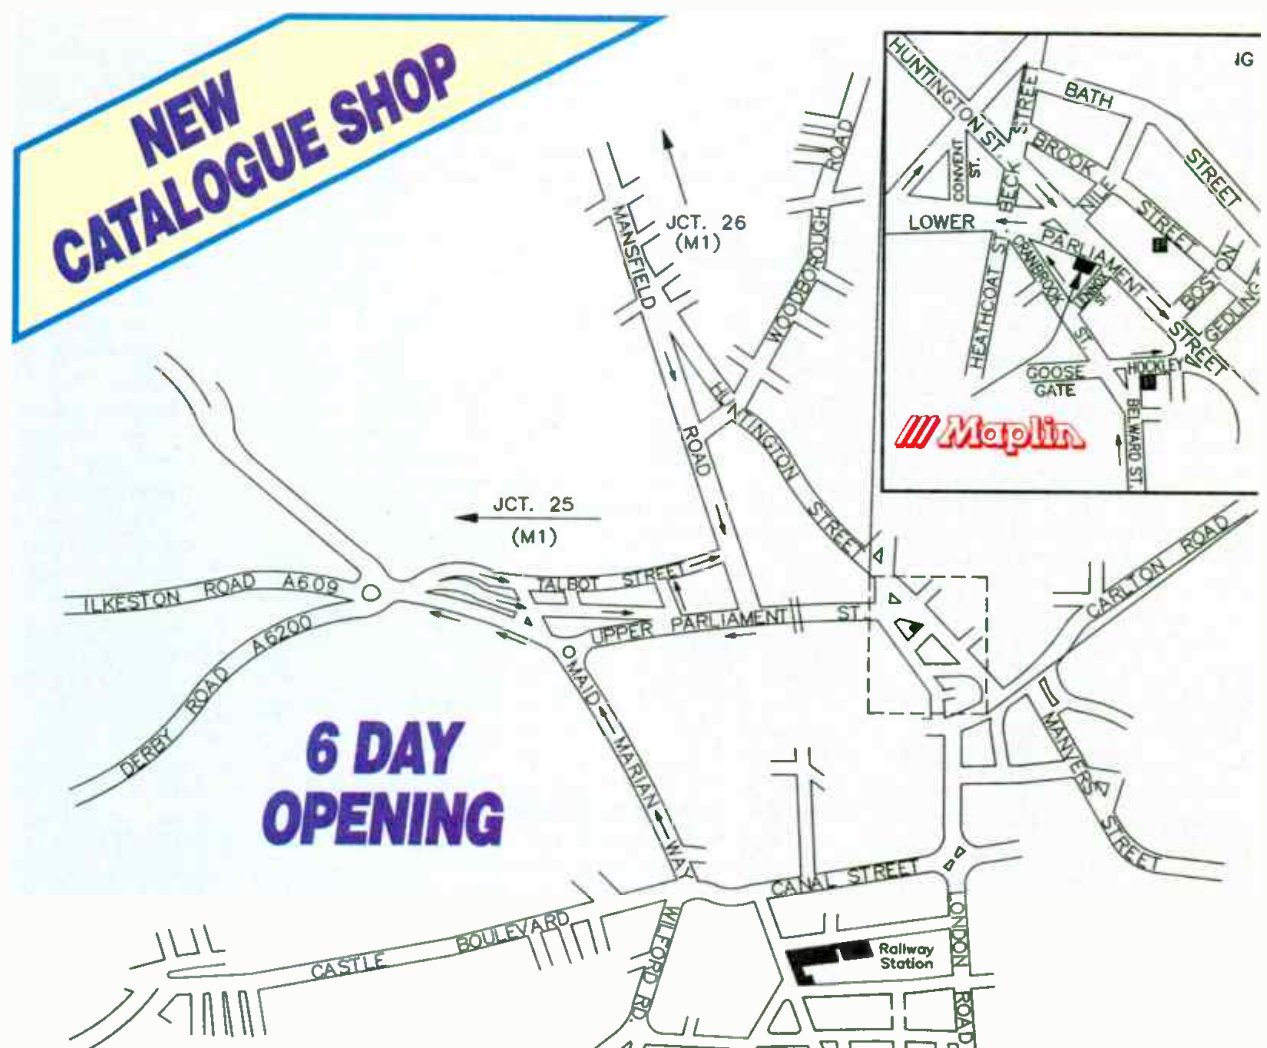 NEW
CATALOGUE SHOP
6 DAY
OPENING
JCT. 26
(M1)
JCT. 25
(M1)
MANSFIELD
ROAD
WOODBOROUGH
ROAD
HUNTINGTON
STREET
ILKESTON ROAD A609
DERBY ROAD A6200
TALBOT STREET
UPPER PARLIAMENT ST.
MAID
MARIAN
WAY
CARLTON ROAD
MANVERS
STREET
CANAL STREET
CASTLE BOULEVARD
WILFORD RD.
LONDON
ROAD
Railway
Station
HUNTINGTON ST.
BATH
STREET
BECK STREE
BROOK
STREET
NILE
CONVENT
ST.
LOWER
PARLIAMENT
STREET
CRANBROOK
ST.
HEATHCOAT S
BOSTON
GEDLING
GOOSE
GATE
HOCKLEY
BELWARD ST.
Maplin